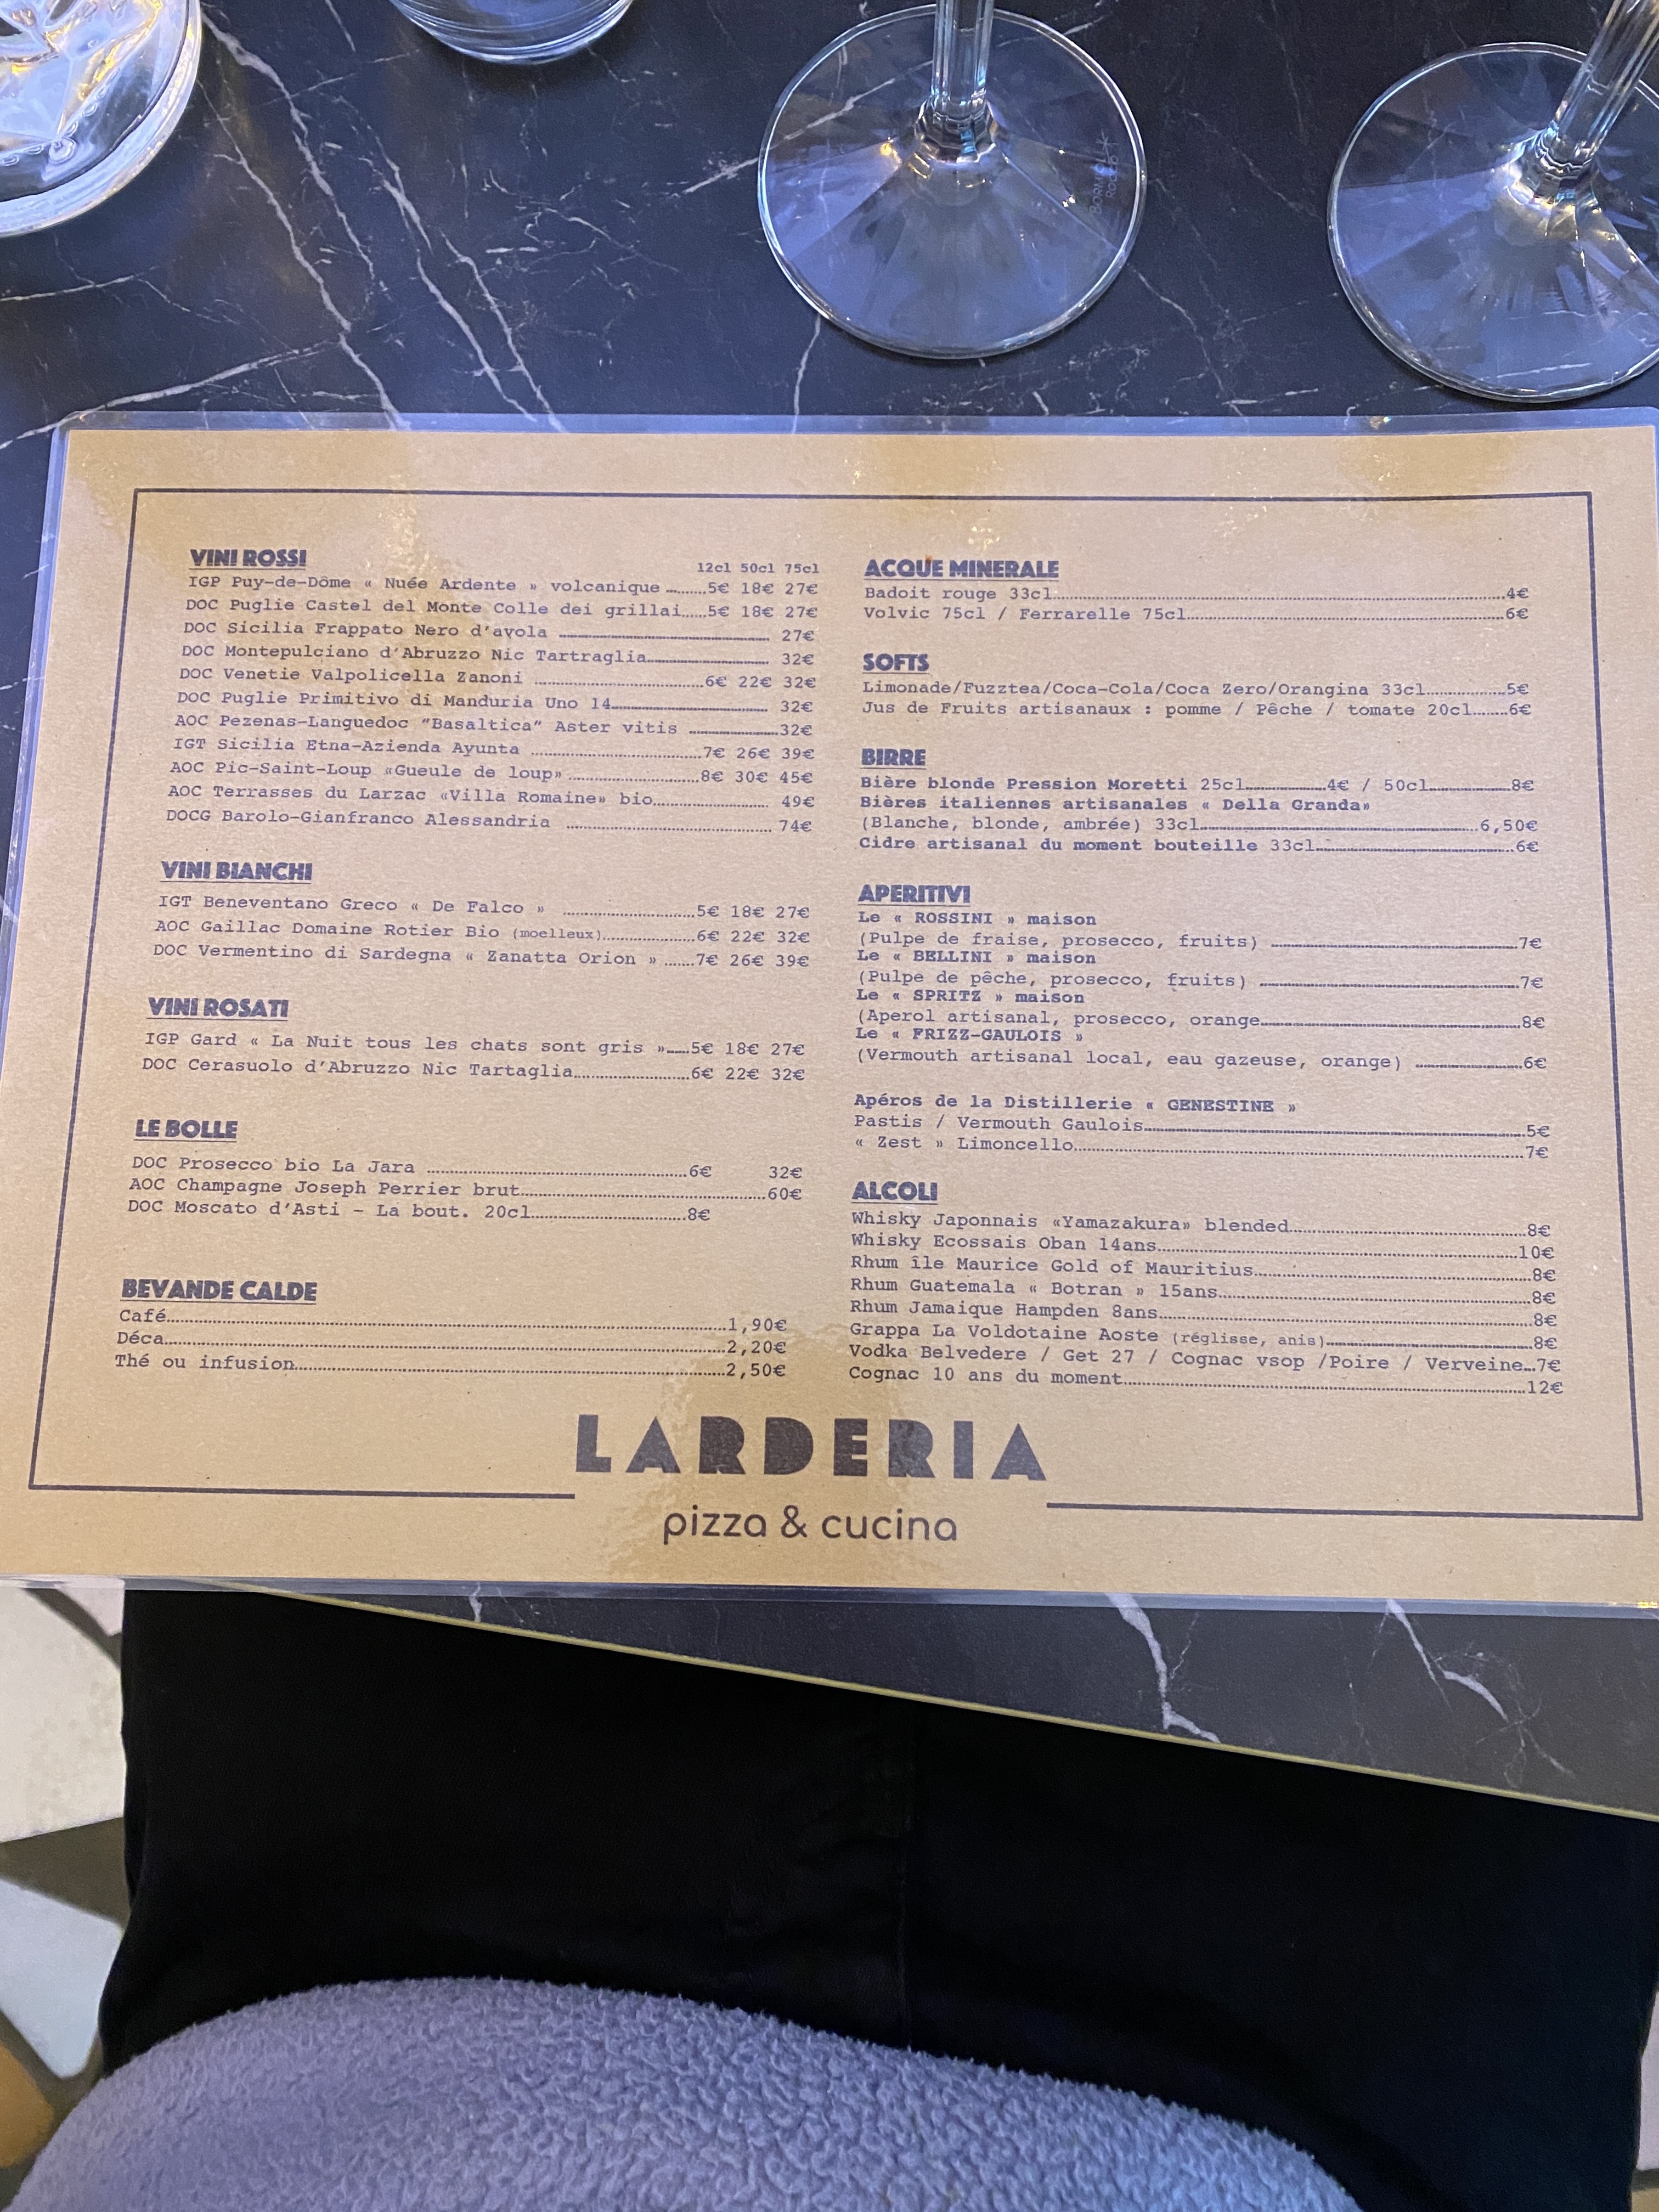 BORN C
ROCCO
VINI ROSSI
12cl 50cl 75cl
IGP Puy-de-Dôme « Nuée Ardente » volcanique 5€ 18€ 27€
DOC Puglie Castel del Monte Colle dei grillai 5€ 18€ 27€
DOC Sicilia Frappato Nero d'avola 27€
DOC Montepulciano d'Abruzzo Nic Tartraglia 32€
DOC Venetie Valpolicella Zanoni 6€ 22€ 32€
DOC Puglie Primitivo di Manduria Uno 14 32€
AOC Pezenas-Languedoc "Basaltica" Aster vitis 32€
IGT Sicilia Etna-Azienda Ayunta 7€ 26€ 39€
AOC Pic-Saint-Loup «Gueule de loup» 8€ 30€ 45€
AOC Terrasses du Larzac «Villa Romaine» bio 49€
DOCG Barolo-Gianfranco Alessandria 74€
VINI BIANCHI
IGT Beneventano Greco « De Falco » 5€ 18€ 27€
AOC Gaillac Domaine Rotier Bio (moelleux) 6€ 22€ 32€
DOC Vermentino di Sardegna « Zanatta Orion » 7€ 26€ 39€
VINI ROSATI
IGP Gard « La Nuit tous les chats sont gris » 5€ 18€ 27€
DOC Cerasuolo d'Abruzzo Nic Tartaglia 6€ 22€ 32€
LE BOLLE
DOC Prosecco bio La Jara 6€ 32€
AOC Champagne Joseph Perrier brut 60€
DOC Moscato d'Asti - La bout. 20cl 8€
BEVANDE CALDE
Café 1,90€
Déca 2,20€
Thé ou infusion 2,50€
ACQUE MINERALE
Badoit rouge 33cl 4€
Volvic 75cl / Ferrarelle 75cl 6€
SOFTS
Limonade/Fuzztea/Coca-Cola/Coca Zero/Orangina 33cl 5€
Jus de Fruits artisanaux : pomme / Pêche / tomate 20cl 6€
BIRRE
Bière blonde Pression Moretti 25cl 4€ / 50cl 8€
Bières italiennes artisanales « Della Granda»
(Blanche, blonde, ambrée) 33cl 6,50€
Cidre artisanal du moment bouteille 33cl 6€
APERITIVI
Le « ROSSINI » maison
(Pulpe de fraise, prosecco, fruits) 7€
Le « BELLINI » maison
(Pulpe de pêche, prosecco, fruits) 7€
Le « SPRITZ » maison
(Aperol artisanal, prosecco, orange 8€
Le « FRIZZ-GAULOIS »
(Vermouth artisanal local, eau gazeuse, orange) 6€
Apéros de la Distillerie « GENESTINE »
Pastis / Vermouth Gaulois 5€
« Zest » Limoncello 7€
ALCOLI
Whisky Japonnais «Yamazakura» blended 8€
Whisky Ecossais Oban 14ans 10€
Rhum île Maurice Gold of Mauritius 8€
Rhum Guatemala « Botran » 15ans 8€
Rhum Jamaique Hampden 8ans 8€
Grappa La Voldotaine Aoste (réglisse, anis) 8€
Vodka Belvedere / Get 27 / Cognac vsop /Poire / Verveine 7€
Cognac 10 ans du moment 12€
LARDERIA
pizza & cucina